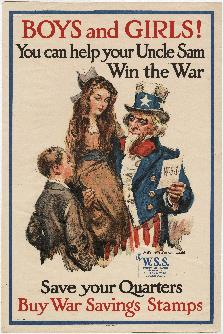 BOYS and GIRLS!
You can help your Uncle Sam
Win the War
W.S.S.
Save your Quarters
Buy War Savings Stamps